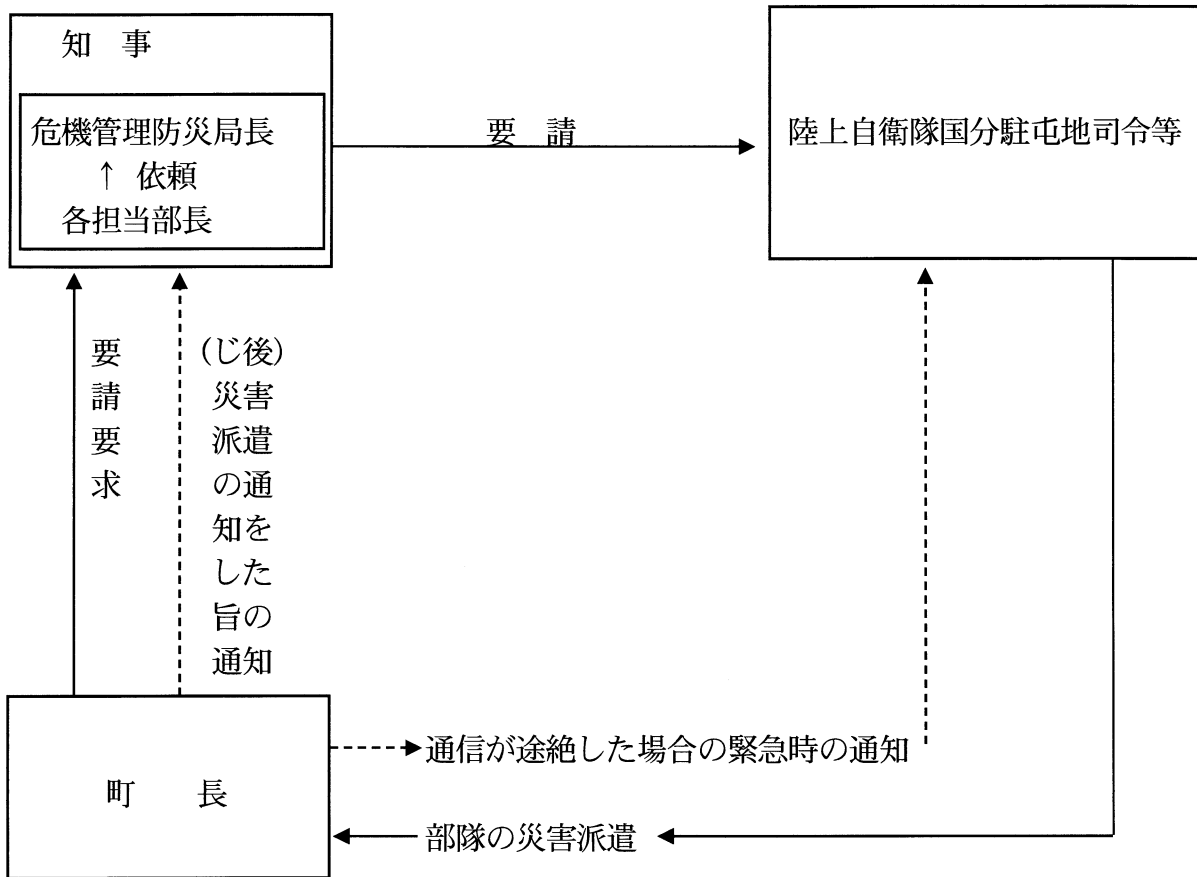 知　事
危機管理防災局長
↑ 依頼
各担当部長
要　請
陸上自衛隊国分駐屯地司令等
要請要求
(じ後)
災害
派遣
の通
知を
した
旨の
通知
町　　長
通信が途絶した場合の緊急時の通知
部隊の災害派遣